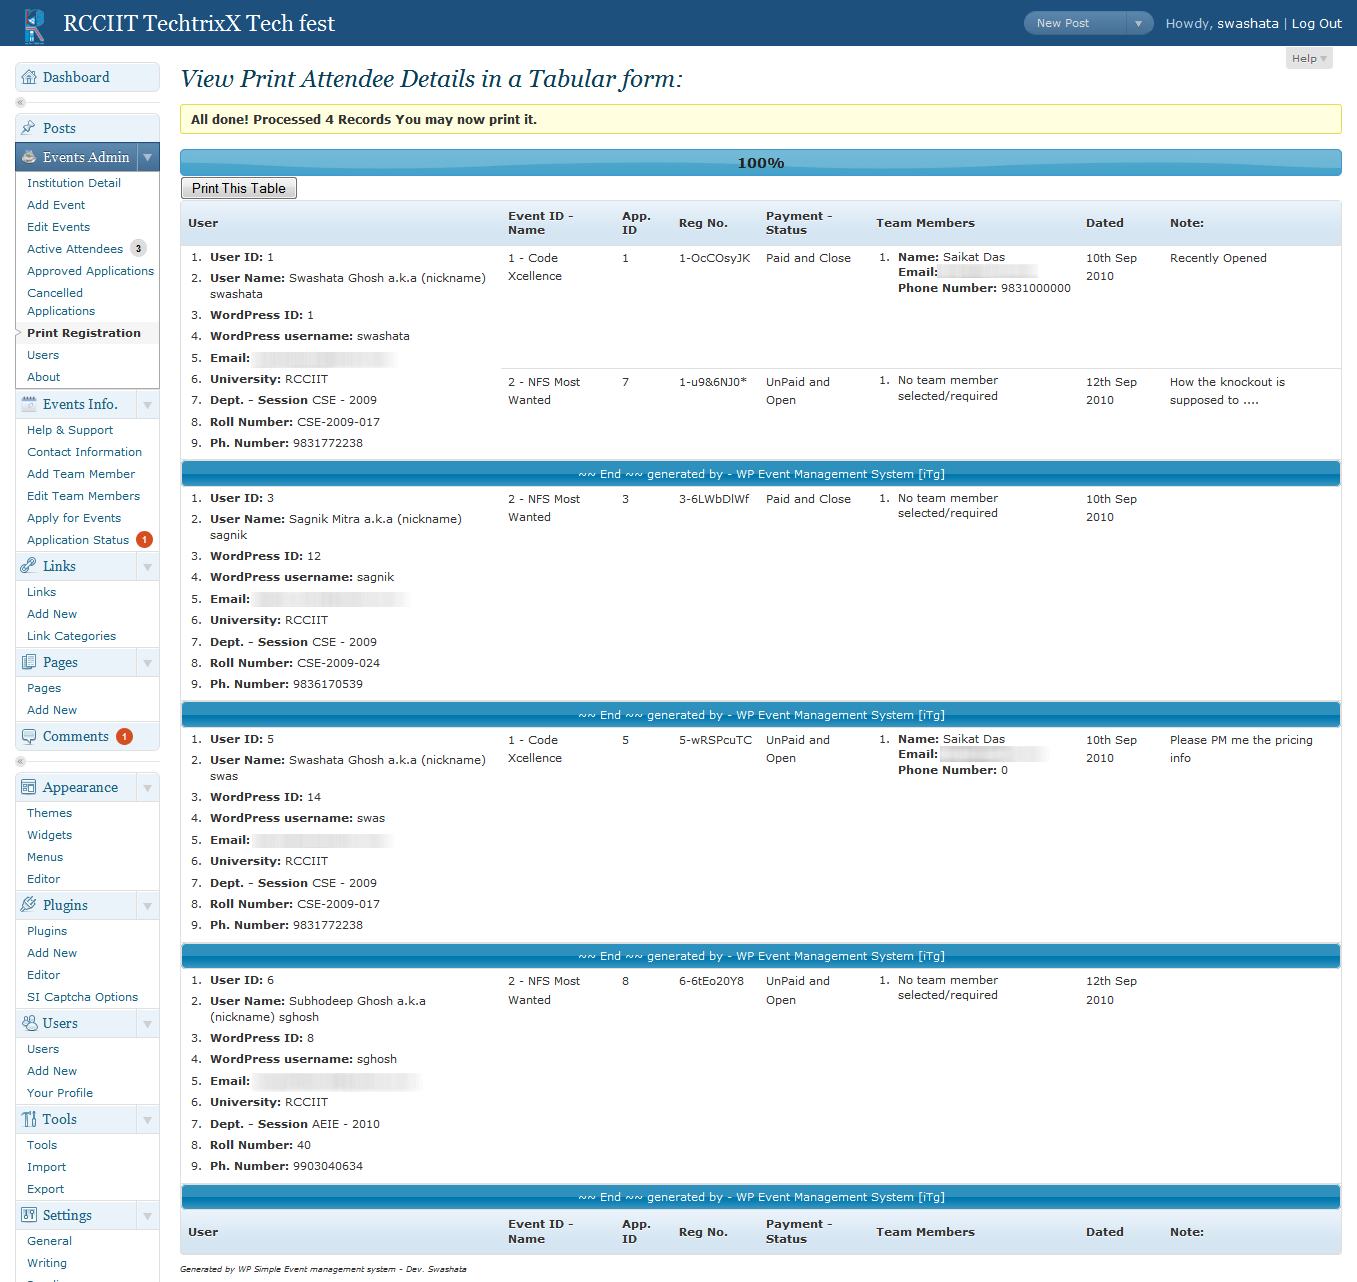 RCCIIT TechtrixX Tech fest
New Post
Howdy, swashata | Log Out
Help
Dashboard
Posts
Events Admin
Institution Detail
Add Event
Edit Events
Active Attendees 3
Approved Applications
Cancelled
Applications
Print Registration
Users
About
Events Info.
Help & Support
Contact Information
Add Team Member
Edit Team Members
Apply for Events
Application Status 1
Links
Links
Add New
Link Categories
Pages
Pages
Add New
Comments 1
Appearance
Themes
Widgets
Menus
Editor
Plugins
Plugins
Add New
Editor
SI Captcha Options
Users
Users
Add New
Your Profile
Tools
Tools
Import
Export
Settings
General
Writing
View Print Attendee Details in a Tabular form:
All done! Processed 4 Records You may now print it.
100%
Print This Table
User
Event ID -
Name
App.
ID
Reg No.
Payment -
Status
Team Members
Dated
Note:
1. User ID: 1
2. User Name: Swashata Ghosh a.k.a (nickname)
swashata
3. WordPress ID: 1
4. WordPress username: swashata
5. Email:
6. University: RCCIIT
7. Dept. - Session CSE - 2009
8. Roll Number: CSE-2009-017
9. Ph. Number: 9831772238
1 - Code
Xcellence
1
1-OcCOsyJK
Paid and Close
1. Name: Saikat Das
Email:
Phone Number: 9831000000
10th Sep
2010
Recently Opened
2 - NFS Most
Wanted
7
1-u9&6NJ0*
UnPaid and
Open
1. No team member
selected/required
12th Sep
2010
How the knockout is
supposed to ....
~~ End ~~ generated by - WP Event Management System [iTg]
1. User ID: 3
2. User Name: Sagnik Mitra a.k.a (nickname)
sagnik
3. WordPress ID: 12
4. WordPress username: sagnik
5. Email:
6. University: RCCIIT
7. Dept. - Session CSE - 2009
8. Roll Number: CSE-2009-024
9. Ph. Number: 9836170539
2 - NFS Most
Wanted
3
3-6LWbDlWf
Paid and Close
1. No team member
selected/required
10th Sep
2010
~~ End ~~ generated by - WP Event Management System [iTg]
1. User ID: 5
2. User Name: Swashata Ghosh a.k.a (nickname)
swas
3. WordPress ID: 14
4. WordPress username: swas
5. Email:
6. University: RCCIIT
7. Dept. - Session CSE - 2009
8. Roll Number: CSE-2009-017
9. Ph. Number: 9831772238
1 - Code
Xcellence
5
5-wRSPcuTC
UnPaid and
Open
1. Name: Saikat Das
Email:
Phone Number: 0
10th Sep
2010
Please PM me the pricing
info
~~ End ~~ generated by - WP Event Management System [iTg]
1. User ID: 6
2. User Name: Subhodeep Ghosh a.k.a
(nickname) sghosh
3. WordPress ID: 8
4. WordPress username: sghosh
5. Email:
6. University: RCCIIT
7. Dept. - Session AEIE - 2010
8. Roll Number: 40
9. Ph. Number: 9903040634
2 - NFS Most
Wanted
8
6-6tEo20Y8
UnPaid and
Open
1. No team member
selected/required
12th Sep
2010
~~ End ~~ generated by - WP Event Management System [iTg]
User
Event ID -
Name
App.
ID
Reg No.
Payment -
Status
Team Members
Dated
Note:
Generated by WP Simple Event management system - Dev. Swashata